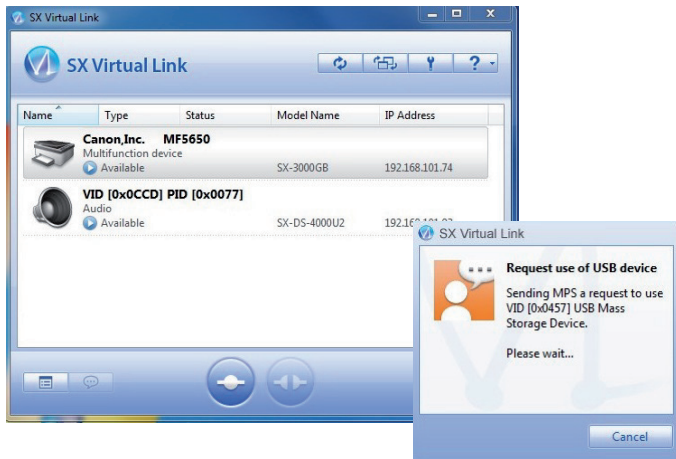 SX Virtual Link
SX Virtual Link
?
Name Type Status Model Name IP Address
Canon,Inc. MF5650
Multifunction device
Available SX-3000GB 192.168.101.74
VID [0x0CCD] PID [0x0077]
Audio
Available SX-DS-4000U2
SX Virtual Link
Request use of USB device
Sending MPS a request to use
VID [0x0457] USB Mass
Storage Device.
Please wait...
Cancel